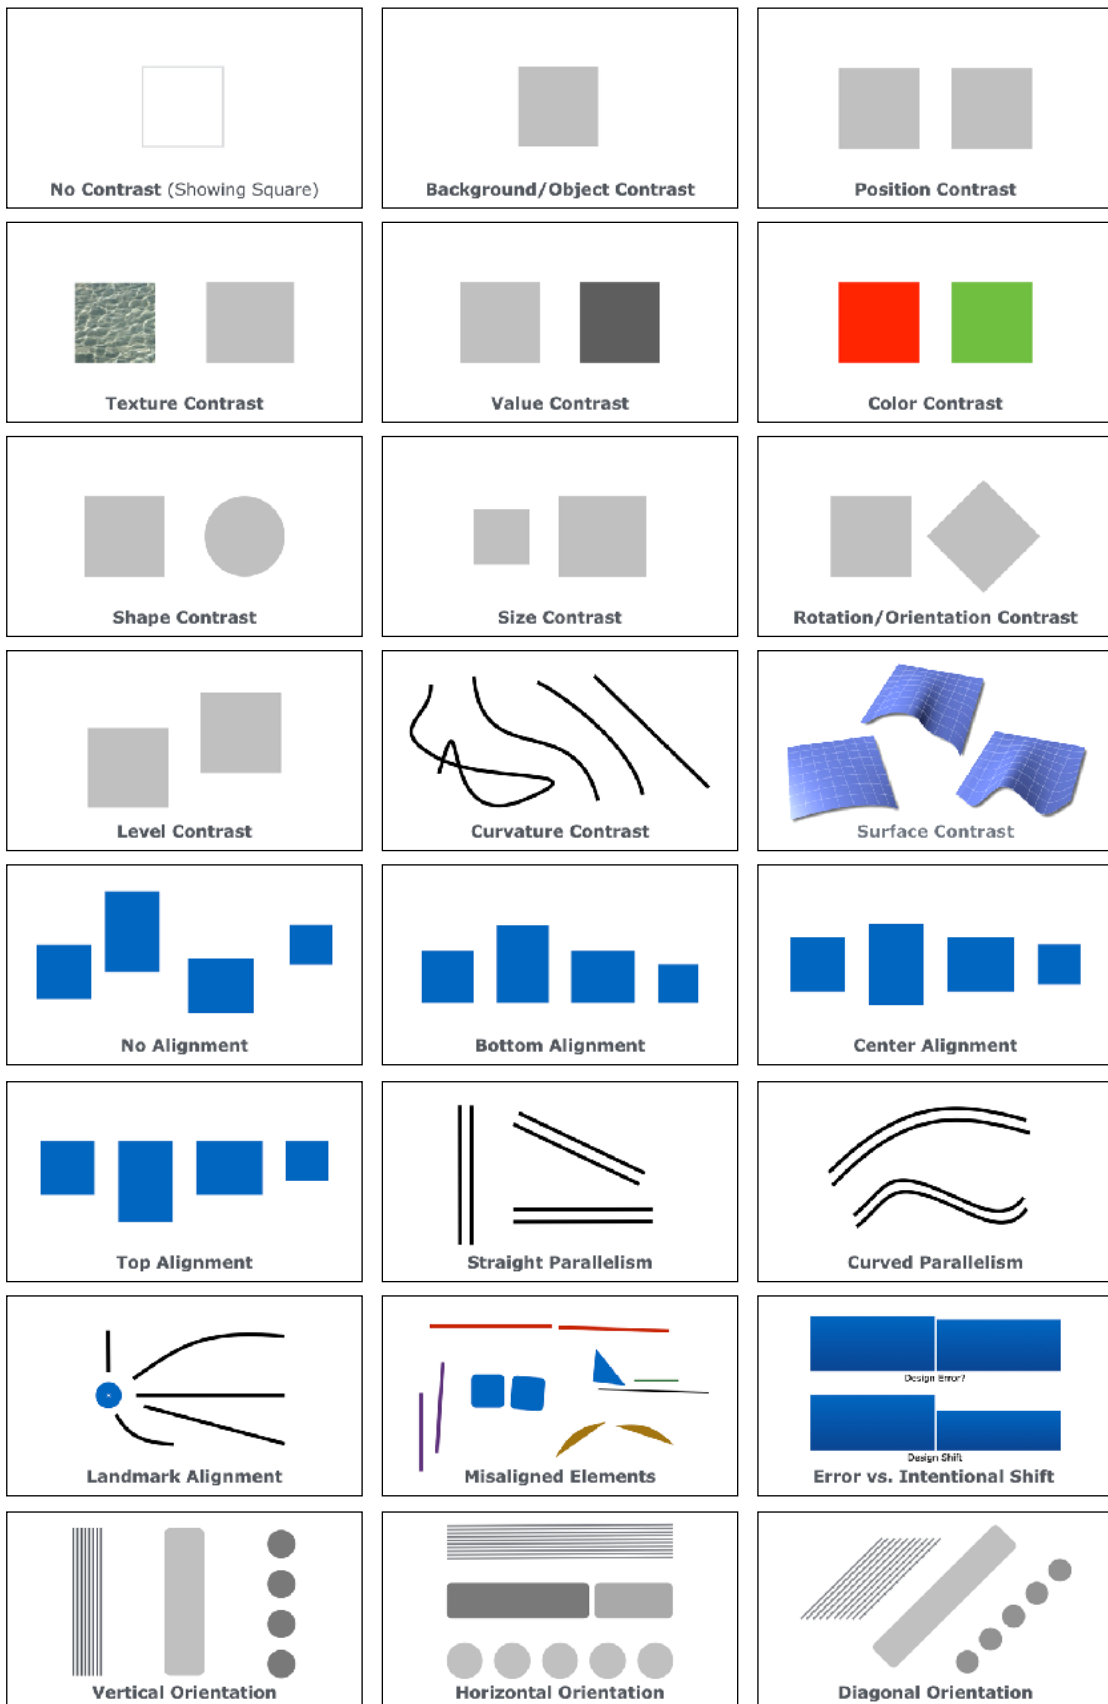 No Contrast (Showing Square)
Background/Object Contrast
Position Contrast
Texture Contrast
Value Contrast
Color Contrast
Shape Contrast
Size Contrast
Rotation/Orientation Contrast
Level Contrast
Curvature Contrast
Surface Contrast
No Alignment
Bottom Alignment
Center Alignment
Top Alignment
Straight Parallelism
Curved Parallelism
Landmark Alignment
Misaligned Elements
Design Error?
Design Shift
Error vs. Intentional Shift
Vertical Orientation
Horizontal Orientation
Diagonal Orientation